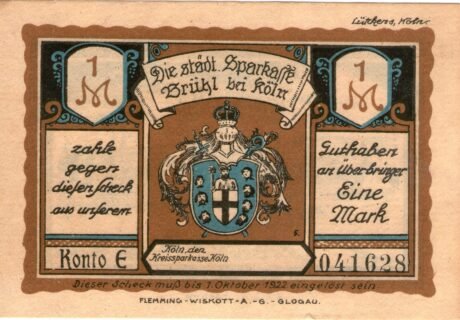 Lückers, Köln.
1
M
Die städt. Sparkasse
Brühl bei Köln
1
M
zahle
gegen
diesen scheck
aus unserem
Guthaben
an überbringer
Eine
Mark
Konto E
Köln, den
Kreissparkasse Köln
041628
Dieser Scheck muß bis 1. Oktober 1922 eingelöst sein
FLEMMING-WISKOTT-A.-G.-GLOGAU.